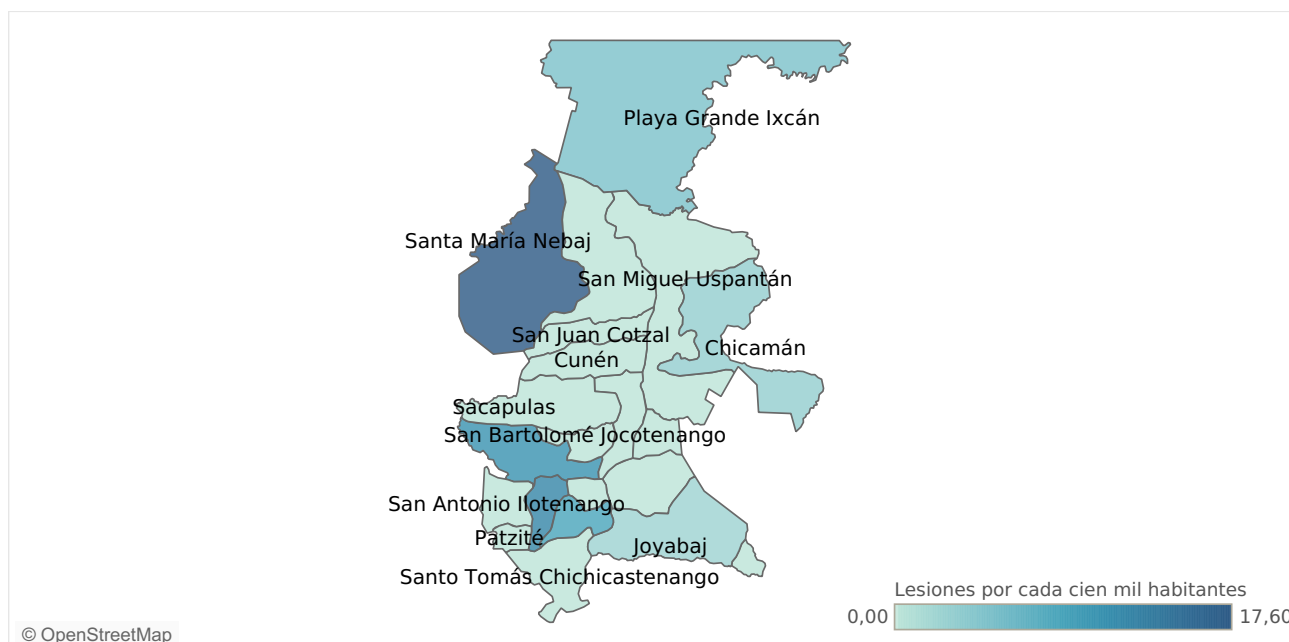 Playa Grande Ixcán
Santa María Nebaj
San Miguel Uspantán
San Juan Cotzal
Chicamán
Cunén
Sacapulas
San Bartolomé Jocotenango
San Antonio Ilotenango
Patzité
Joyabaj
Santo Tomás Chichicastenango
Lesiones por cada cien mil habitantes
0,00
17,60
© OpenStreetMap